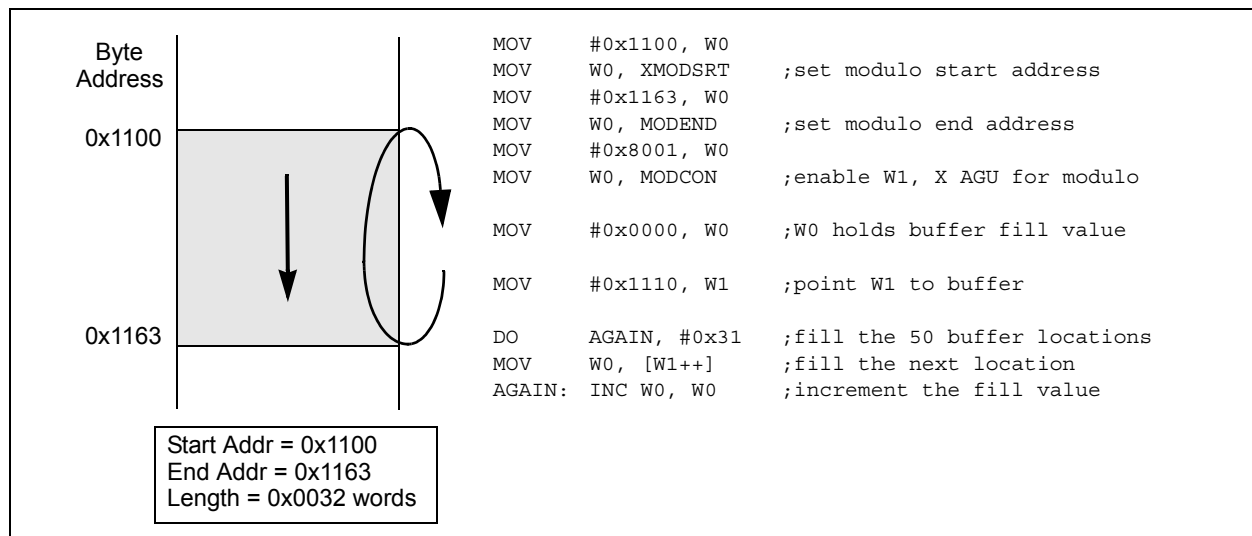 Byte
Address
0x1100
0x1163
Start Addr = 0x1100
End Addr = 0x1163
Length = 0x0032 words
MOV #0x1100, W0
MOV W0, XMODSRT ;set modulo start address
MOV #0x1163, W0
MOV W0, MODEND ;set modulo end address
MOV #0x8001, W0
MOV W0, MODCON ;enable W1, X AGU for modulo
MOV #0x0000, W0 ;W0 holds buffer fill value
MOV #0x1110, W1 ;point W1 to buffer
DO AGAIN, #0x31 ;fill the 50 buffer locations
MOV W0, [W1++] ;fill the next location
AGAIN: INC W0, W0 ;increment the fill value